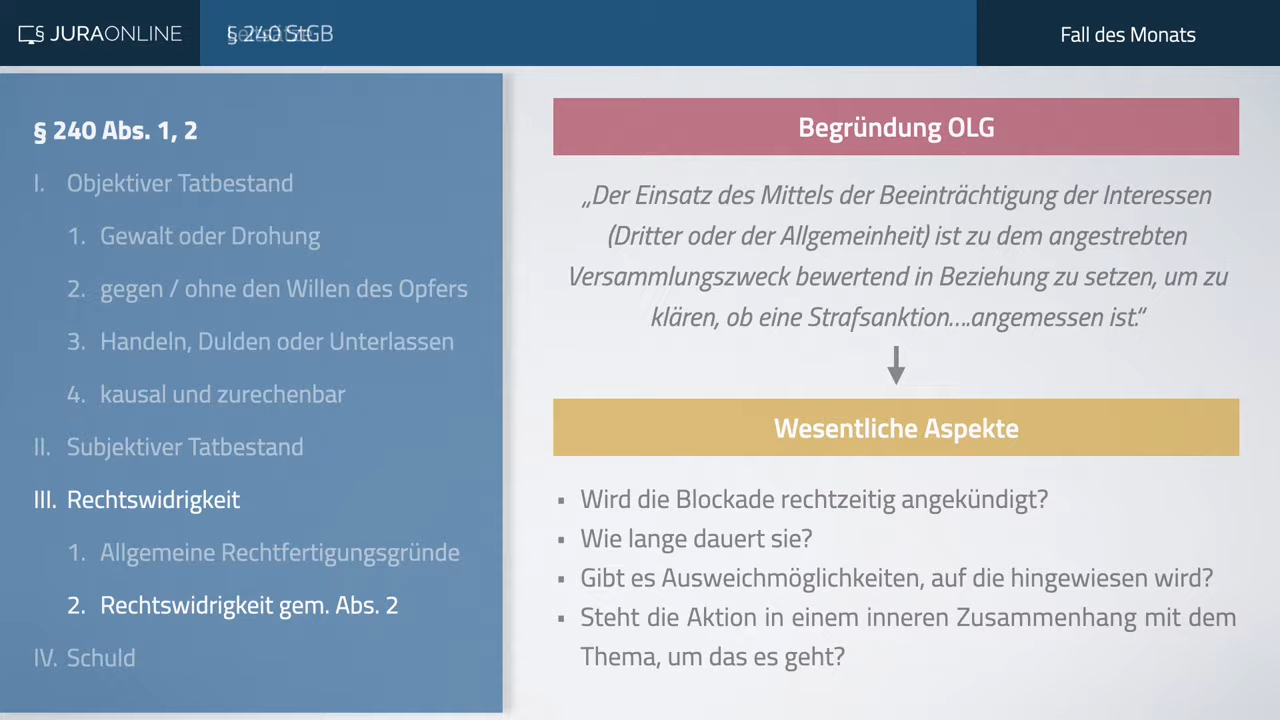 § JURAONLINE
§ 240 StGB
Fall des Monats
§ 240 Abs. 1, 2
I. Objektiver Tatbestand
1. Gewalt oder Drohung
2. gegen / ohne den Willen des Opfers
3. Handeln, Dulden oder Unterlassen
4. kausal und zurechenbar
II. Subjektiver Tatbestand
III. Rechtswidrigkeit
1. Allgemeine Rechtfertigungsgründe
2. Rechtswidrigkeit gem. Abs. 2
IV. Schuld
Begründung OLG
„Der Einsatz des Mittels der Beeinträchtigung der Interessen
(Dritter oder der Allgemeinheit) ist zu dem angestrebten
Versammlungszweck bewertend in Beziehung zu setzen, um zu
klären, ob eine Strafsanktion....angemessen ist.“
Wesentliche Aspekte
▪ Wird die Blockade rechtzeitig angekündigt?
▪ Wie lange dauert sie?
▪ Gibt es Ausweichmöglichkeiten, auf die hingewiesen wird?
▪ Steht die Aktion in einem inneren Zusammenhang mit dem
Thema, um das es geht?